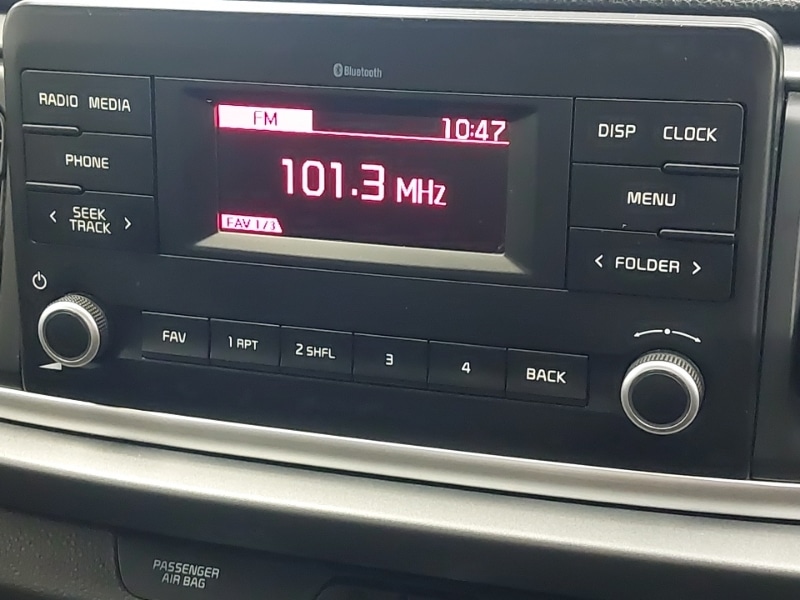 Bluetooth
RADIO MEDIA
FM
10:47
DISP CLOCK
PHONE
101.3 MHz
MENU
< SEEK >
TRACK
FAV 1/3
< FOLDER >
FAV
1 RPT
2 SHFL
3
4
BACK
PASSENGER
AIR BAG